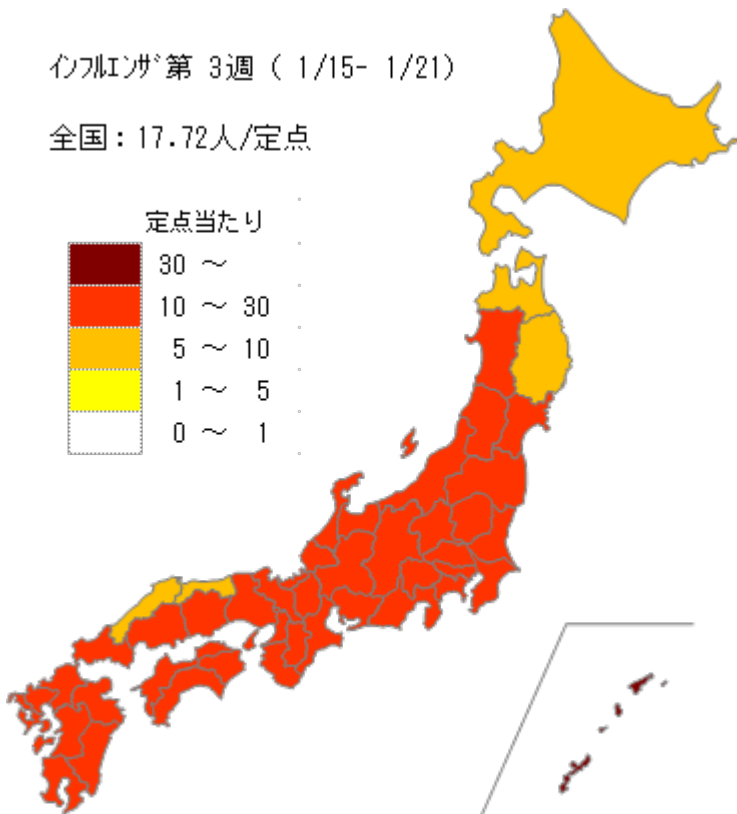 ｲﾝﾌﾙｴﾝｻﾞ第 3週 ( 1/15- 1/21)
全国：17.72人/定点
定点当たり
30 ～
10 ～ 30
5 ～ 10
1 ～ 5
0 ～ 1